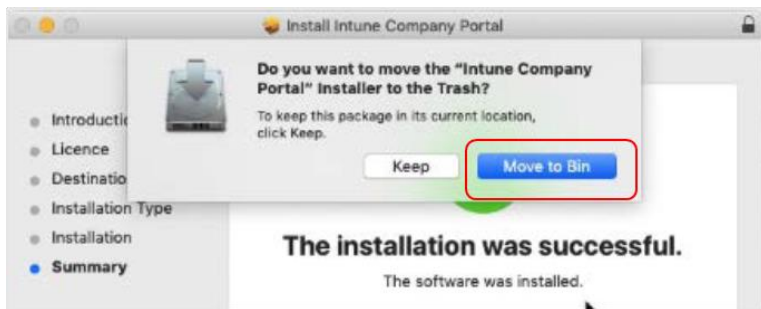 Install Intune Company Portal
Do you want to move the “Intune Company
Portal” Installer to the Trash?
To keep this package in its current location,
click Keep.
Keep
Move to Bin
Introductio
Licence
Destinatio
Installation Type
Installation
Summary
The installation was successful.
The software was installed.